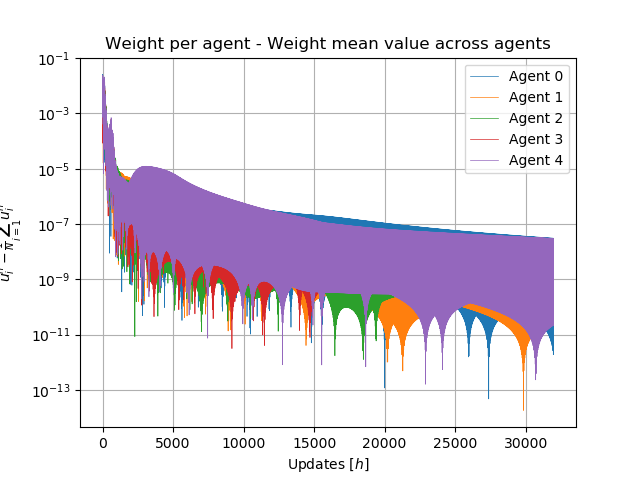 Weight per agent - Weight mean value across agents
10⁻¹
10⁻³
10⁻⁵
10⁻⁷
10⁻⁹
10⁻¹¹
10⁻¹³
Agent 0
Agent 1
Agent 2
Agent 3
Agent 4
0 5000 10000 15000 20000 25000 30000
Updates [h]